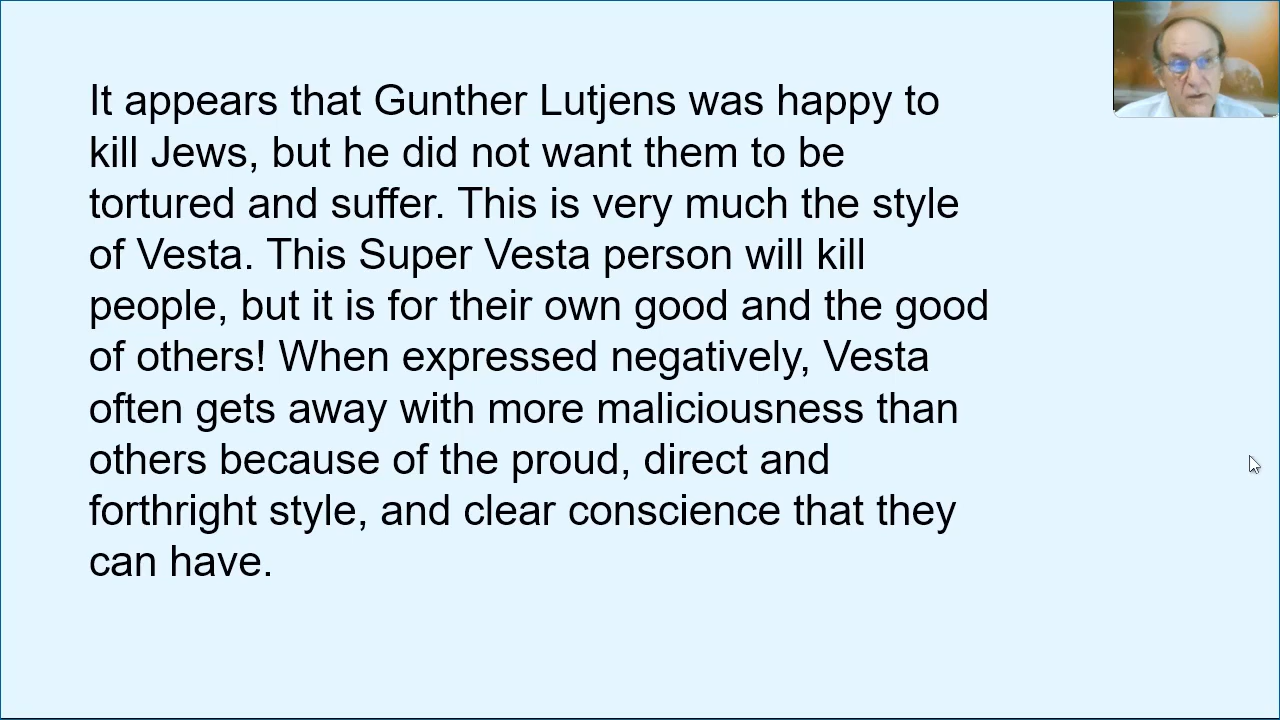 It appears that Gunther Lutjens was happy to
kill Jews, but he did not want them to be
tortured and suffer. This is very much the style
of Vesta. This Super Vesta person will kill
people, but it is for their own good and the good
of others! When expressed negatively, Vesta
often gets away with more maliciousness than
others because of the proud, direct and
forthright style, and clear conscience that they
can have.